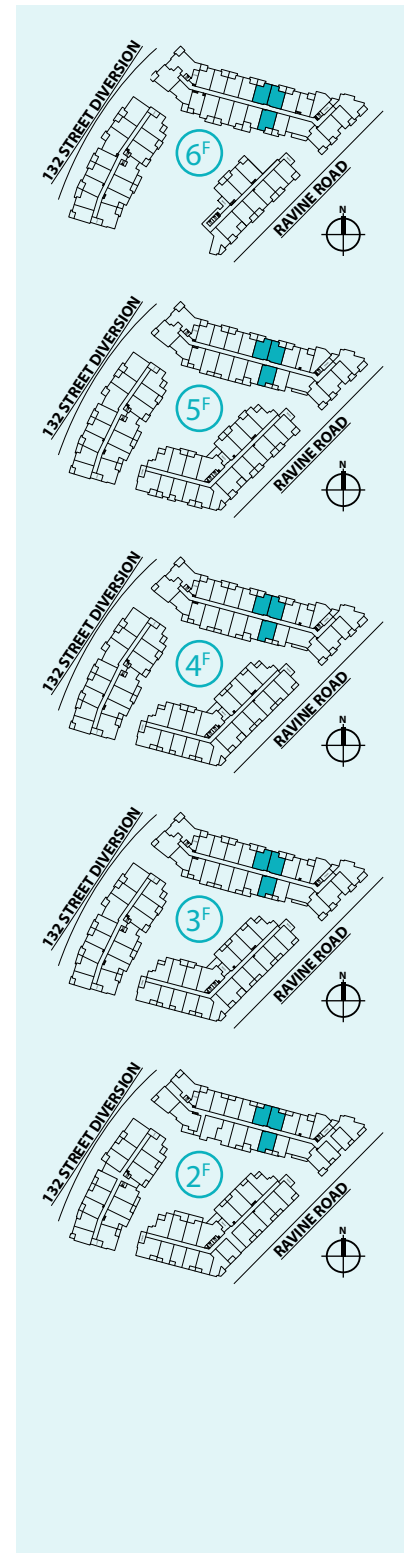 132 STREET DIVERSION
6F
RAVINE ROAD
N
132 STREET DIVERSION
5F
RAVINE ROAD
N
132 STREET DIVERSION
4F
RAVINE ROAD
N
132 STREET DIVERSION
3F
RAVINE ROAD
N
132 STREET DIVERSION
2F
RAVINE ROAD
N